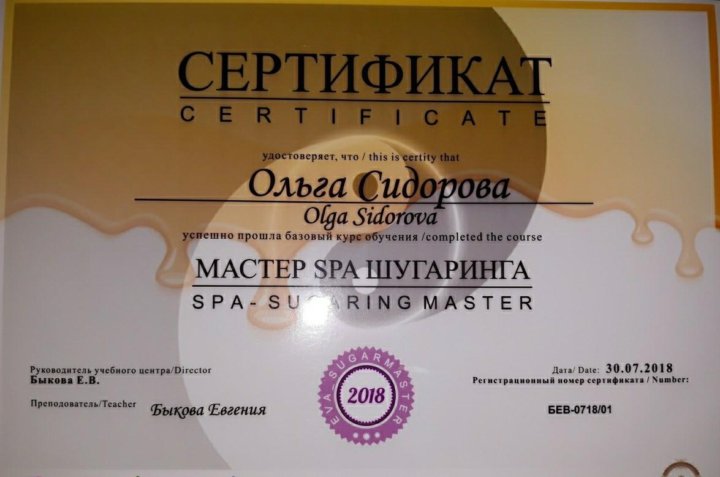 СЕРТИФИКАТ
CERTIFICATE
удостоверяет, что / this is certity that
Ольга Сидорова
Olga Sidorova
успешно прошла базовый курс обучения /completed the course
МАСТЕР SPA ШУГАРИНГА
SPA- SUGARING MASTER
Руководитель учебного центра/Director
Быкова Е.В.
Преподователь/Teacher Быкова Евгения
EVA SUGARMASTER
2018
Дата/ Date: 30.07.2018
Регистрационный номер сертификата / Number:
БЕВ-0718/01